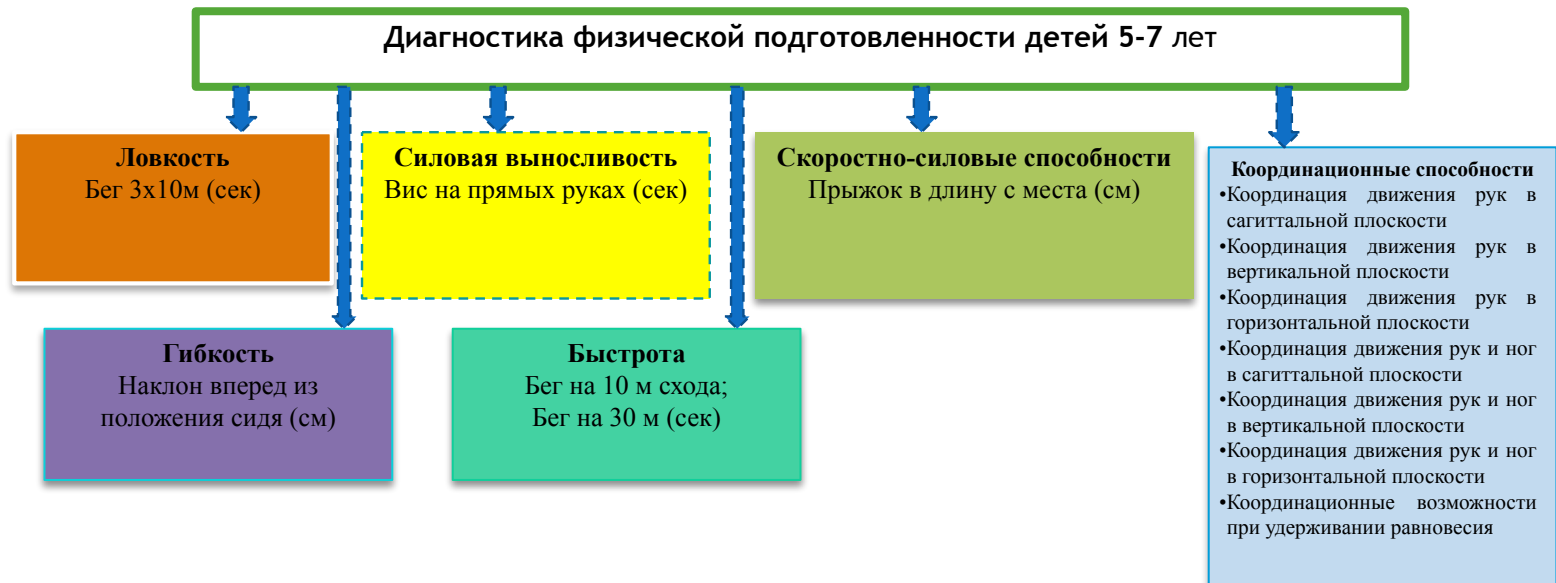 Диагностика физической подготовленности детей 5-7 лет
Ловкость
Бег 3х10м (сек)
Силовая выносливость
Вис на прямых руках (сек)
Скоростно-силовые способности
Прыжок в длину с места (см)
Координационные способности
•Координация движения рук в
сагиттальной плоскости
•Координация движения рук в
вертикальной плоскости
•Координация движения рук в
горизонтальной плоскости
•Координация движения рук и ног
в сагиттальной плоскости
•Координация движения рук и ног
в вертикальной плоскости
•Координация движения рук и ног
в горизонтальной плоскости
•Координационные возможности
при удерживании равновесия
Гибкость
Наклон вперед из
положения сидя (см)
Быстрота
Бег на 10 м схода;
Бег на 30 м (сек)